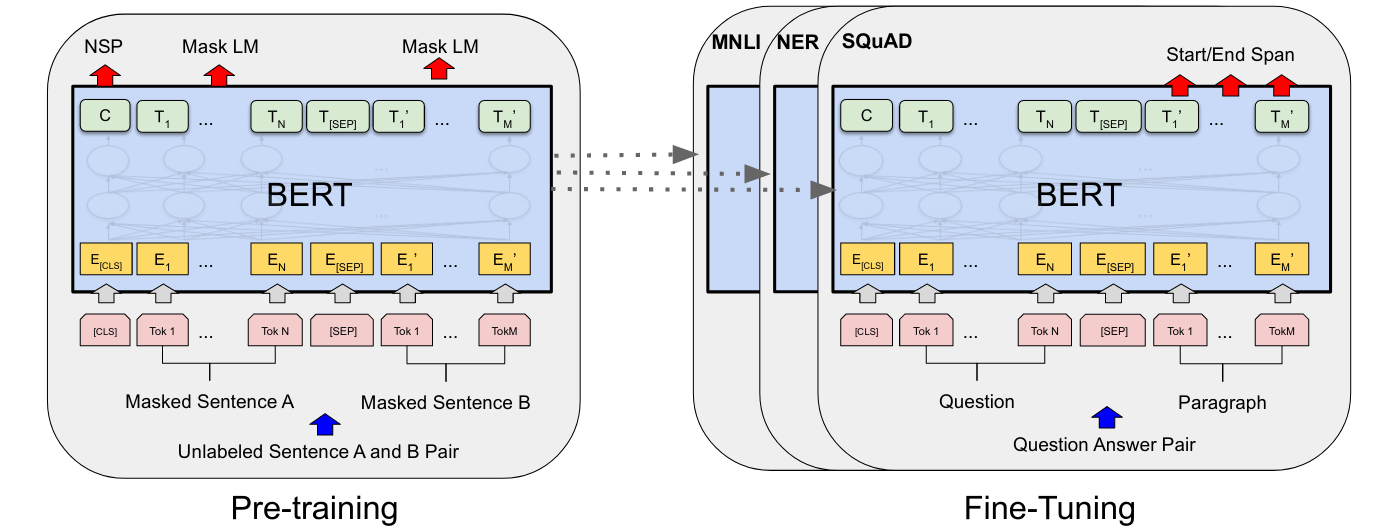 NSP Mask LM Mask LM
C T1 ... TN T[SEP] T1’ ... TM’
...
BERT
...
E[CLS] E1 ... EN E[SEP] E1’ ... EM’
[CLS] Tok 1 ... Tok N [SEP] Tok 1 ... TokM
Masked Sentence A Masked Sentence B
Unlabeled Sentence A and B Pair
Pre-training
MNLI NER SQuAD
Start/End Span
C T1 ... TN T[SEP] T1’ ... TM’
...
BERT
...
E[CLS] E1 ... EN E[SEP] E1’ ... EM’
[CLS] Tok 1 ... Tok N [SEP] Tok 1 ... TokM
Question Paragraph
Question Answer Pair
Fine-Tuning